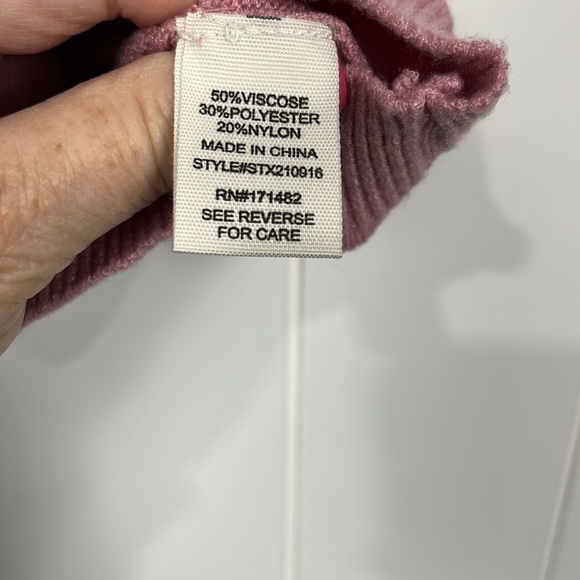 50%VISCOSE
30%POLYESTER
20%NYLON
MADE IN CHINA
STYLE#STX210916
RN#171482
SEE REVERSE
FOR CARE